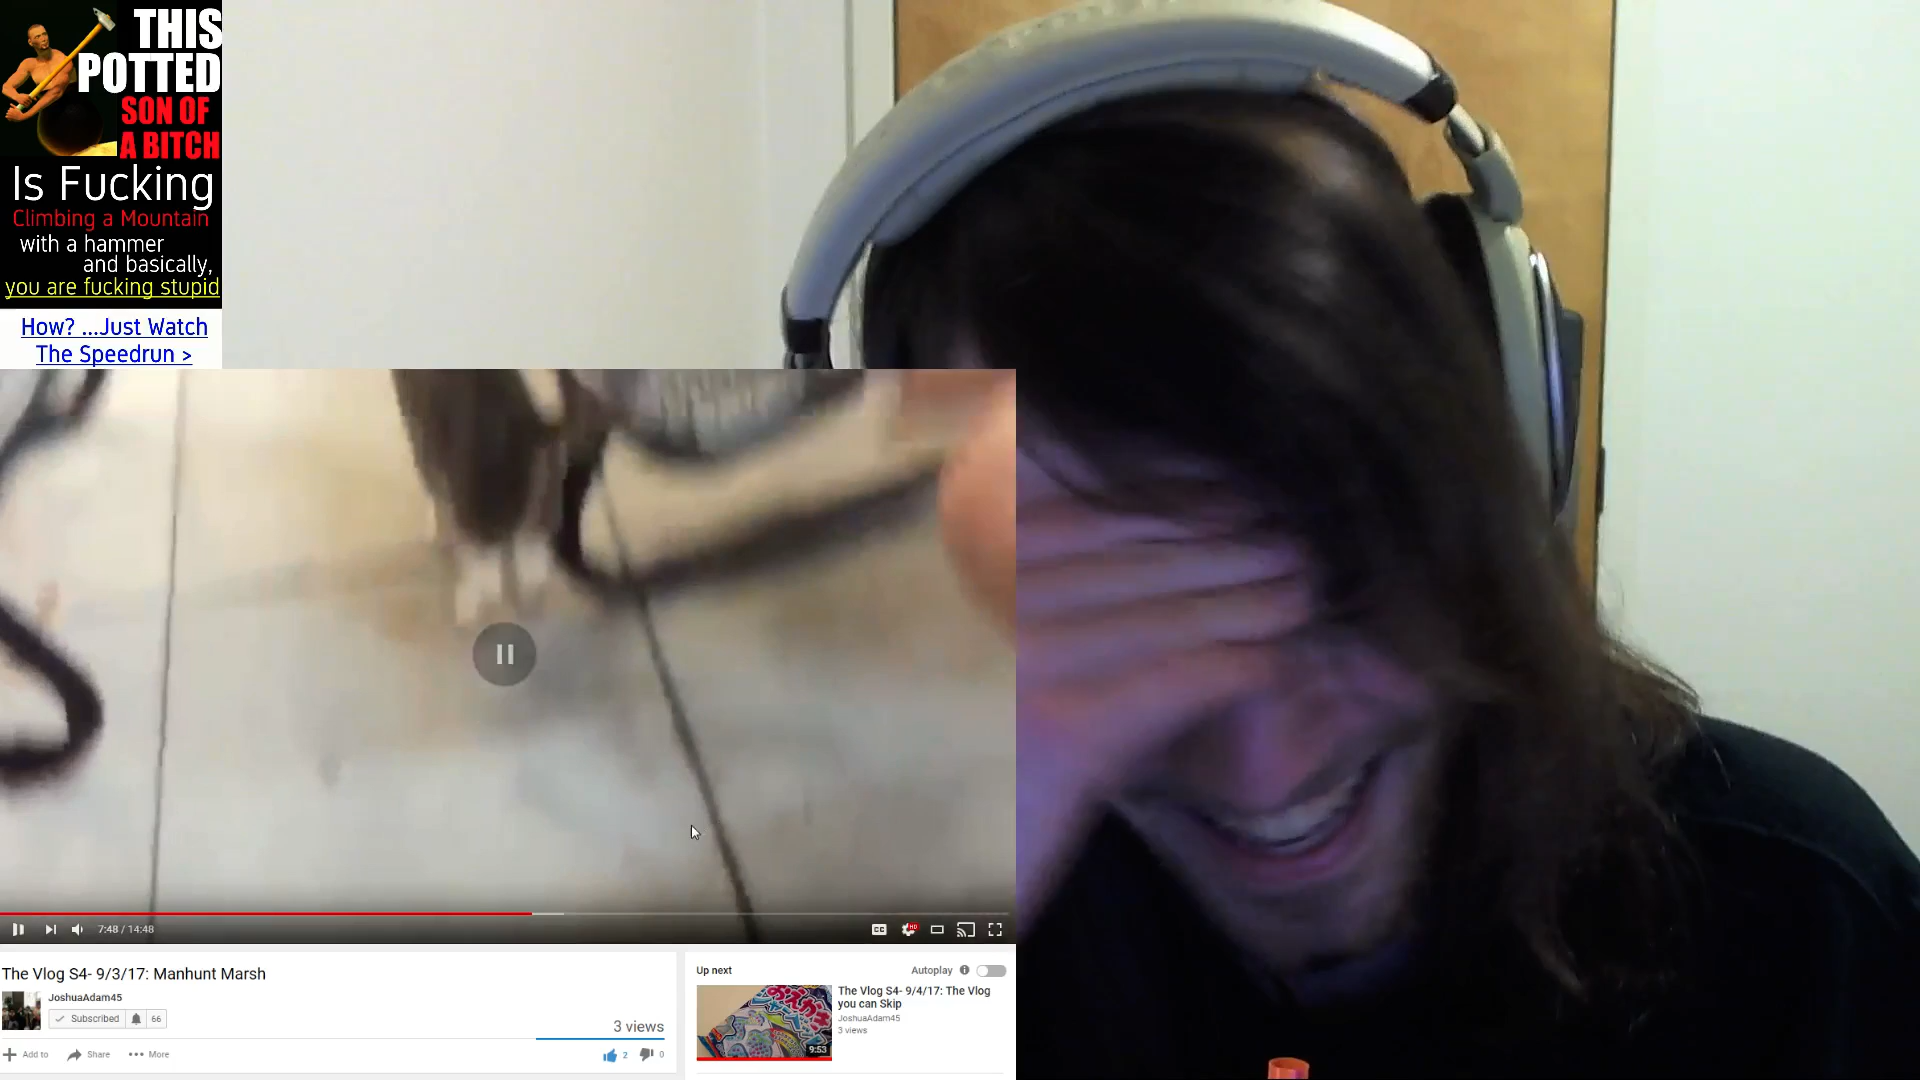 THIS
POTTED
SON OF
A BITCH
Is Fucking
Climbing a Mountain
with a hammer
and basically,
you are fucking stupid
How? ...Just Watch
The Speedrun >
7:48 / 14:48
CC
HD
The Vlog S4- 9/3/17: Manhunt Marsh
JoshuaAdam45
Subscribed 66
3 views
Add to Share More 2 0
Up next Autoplay
The Vlog S4- 9/4/17: The Vlog
you can Skip
JoshuaAdam45
3 views
9:53